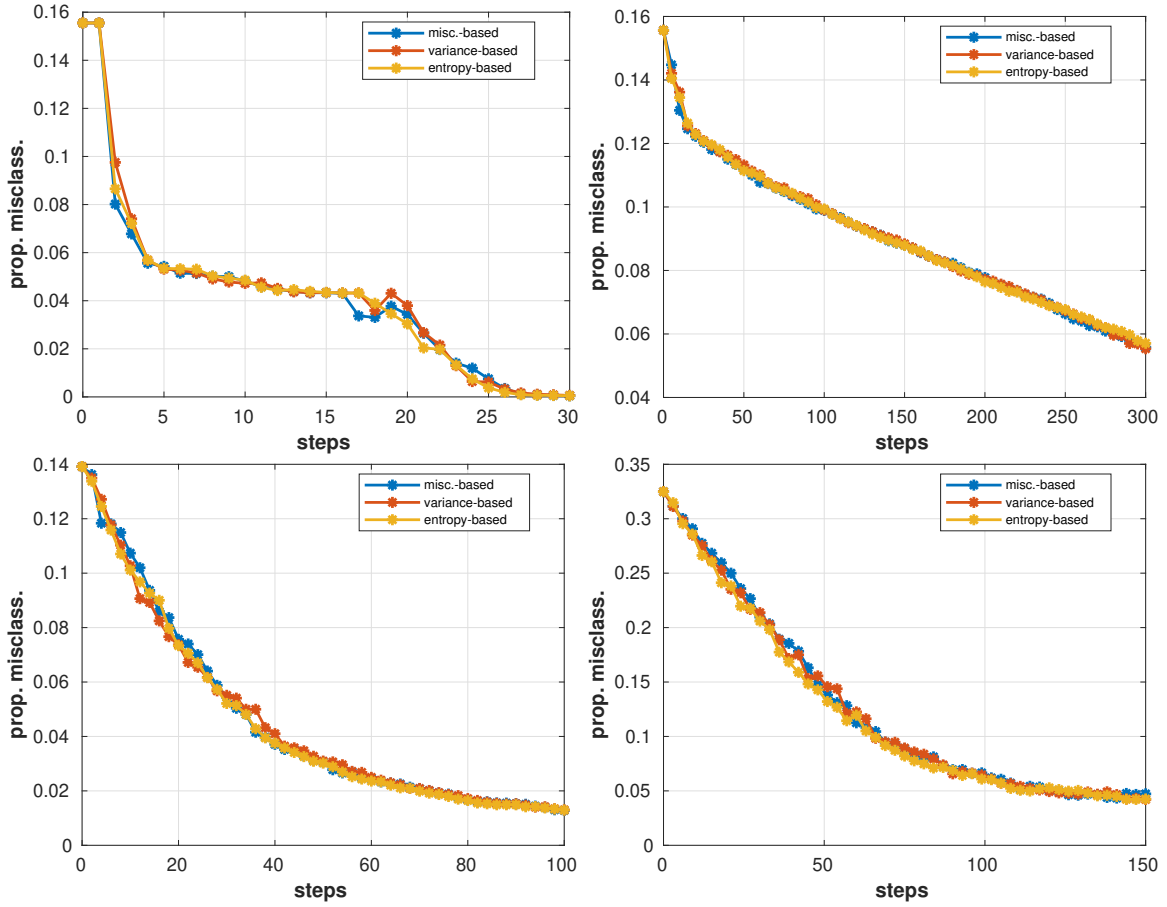 0.16
0.14
0.12
0.1
0.08
0.06
0.04
0.02
0
prop. misclass.
misc.-based
variance-based
entropy-based
0 5 10 15 20 25 30
steps
0.16
0.14
0.12
0.1
0.08
0.06
0.04
prop. misclass.
misc.-based
variance-based
entropy-based
0 50 100 150 200 250 300
steps
0.14
0.12
0.1
0.08
0.06
0.04
0.02
0
prop. misclass.
misc.-based
variance-based
entropy-based
0 20 40 60 80 100
steps
0.35
0.3
0.25
0.2
0.15
0.1
0.05
0
prop. misclass.
misc.-based
variance-based
entropy-based
0 50 100 150
steps